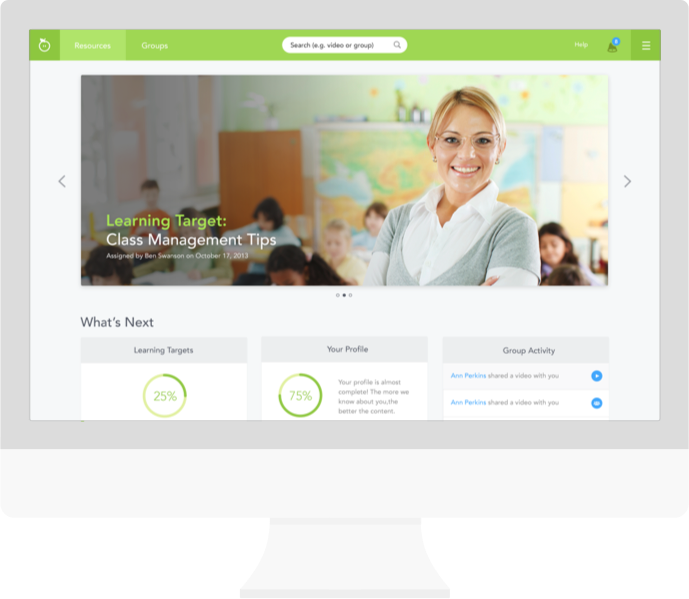 Resources
Groups
Search (e.g. video or group)
Help
Learning Target:
Class Management Tips
Assigned by Ben Swanson on October 17, 2013
What's Next
Learning Targets
25%
Your Profile
75%
Your profile is almost
complete! The more we
know about you,the
better the content.
Group Activity
Ann Perkins shared a video with you
Ann Perkins shared a video with you